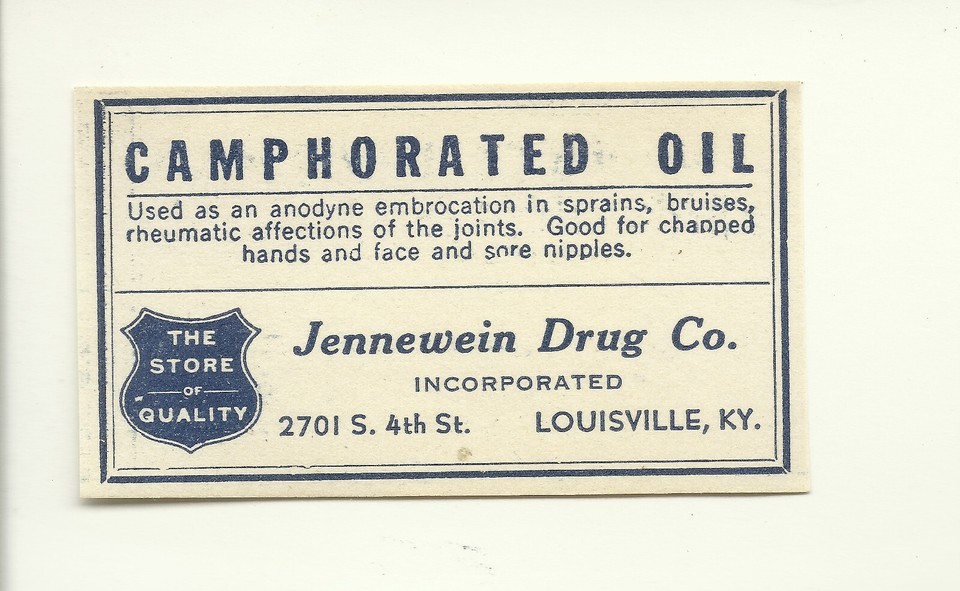 CAMPHORATED OIL
Used as an anodyne embrocation in sprains, bruises,
rheumatic affections of the joints. Good for chapped
hands and face and sore nipples.
THE
STORE
OF
QUALITY
Jennewein Drug Co.
INCORPORATED
2701 S. 4th St. LOUISVILLE, KY.